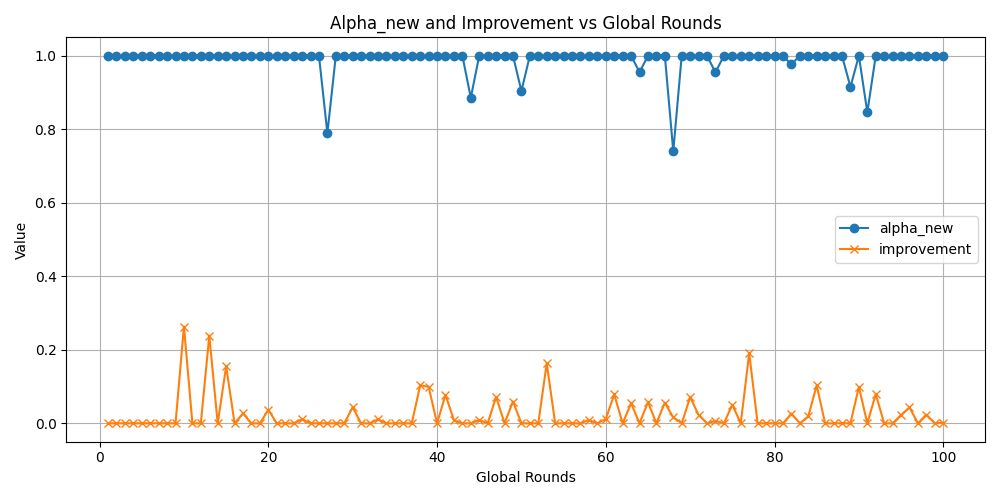 Alpha_new and Improvement vs Global Rounds
Value
1.0
0.8
0.6
0.4
0.2
0.0
alpha_new
improvement
0 20 40 60 80 100
Global Rounds